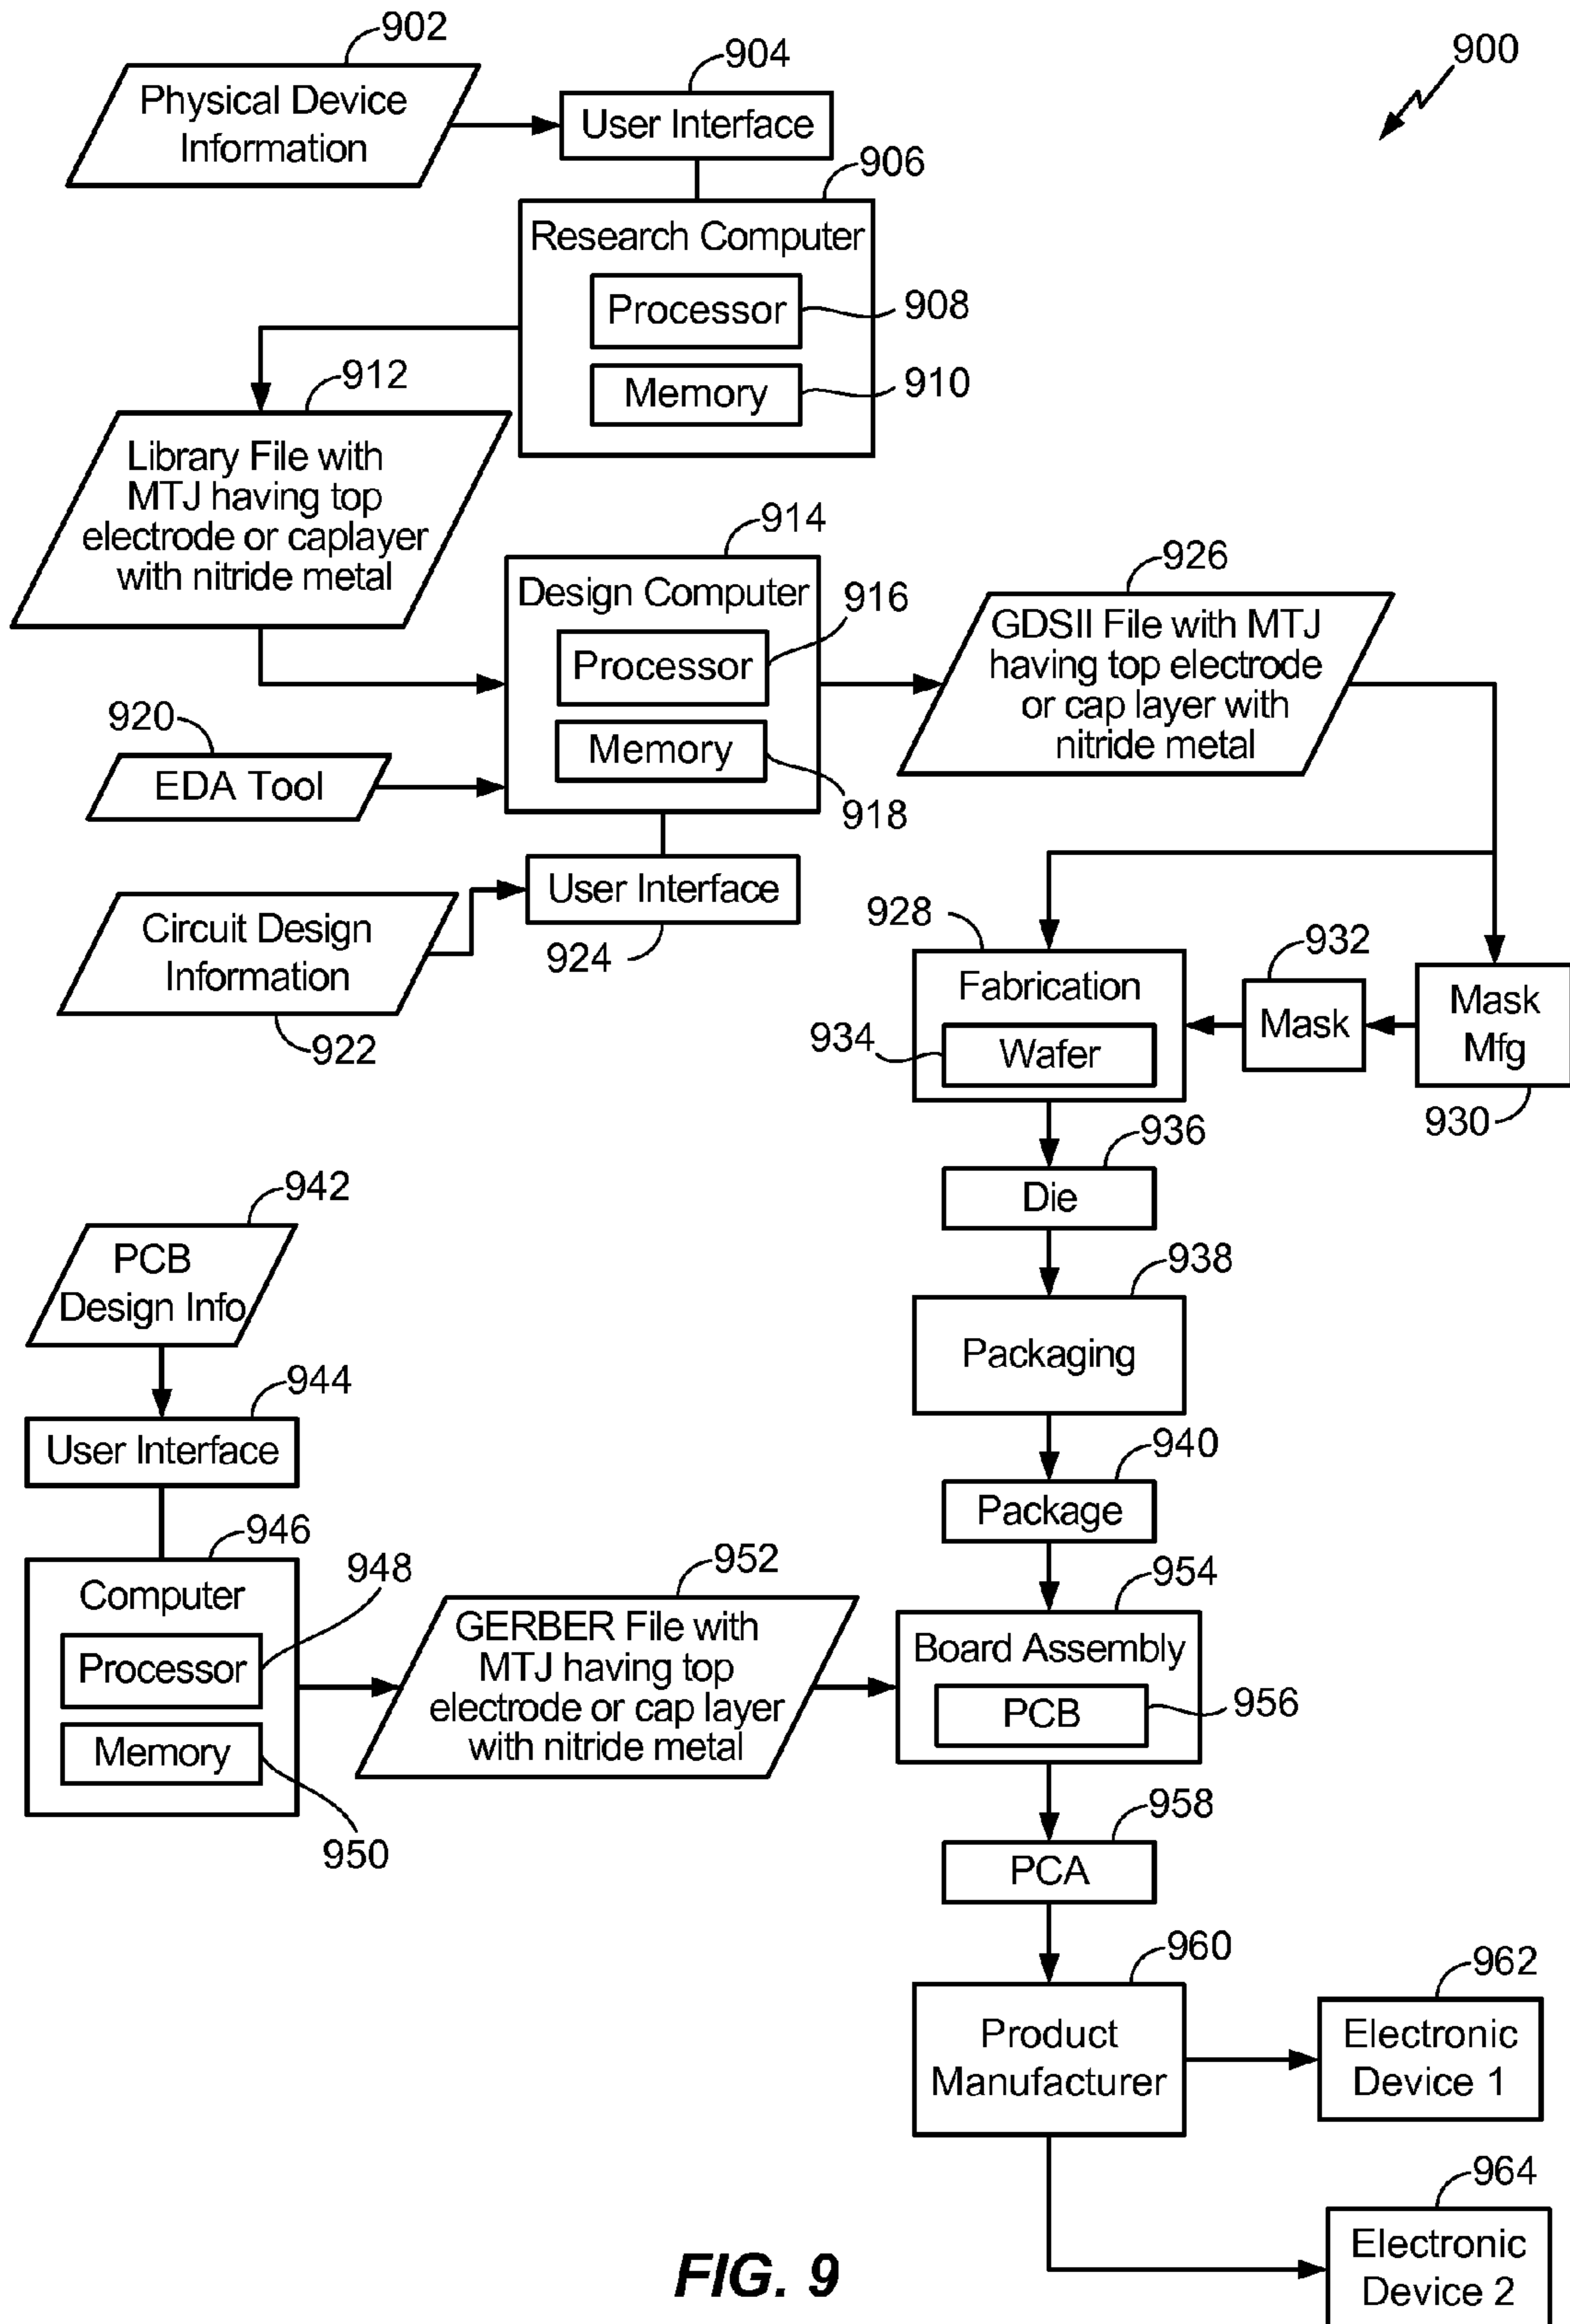 902
Physical Device
Information
904
User Interface
900
906
Research Computer
Processor
908
Memory
910
912
Library File with
MTJ having top
electrode or caplayer
with nitride metal
914
Design Computer
Processor
916
Memory
918
920
EDA Tool
User Interface
924
Circuit Design
Information
922
926
GDSII File with MTJ
having top electrode
or cap layer with
nitride metal
928
Fabrication
934
Wafer
932
Mask
Mask
Mfg
930
936
Die
938
Packaging
940
Package
942
PCB
Design Info
944
User Interface
946
Computer
948
Processor
Memory
950
952
GERBER File with
MTJ having top
electrode or cap layer
with nitride metal
954
Board Assembly
PCB
956
958
PCA
960
Product
Manufacturer
962
Electronic
Device 1
964
Electronic
Device 2
FIG. 9